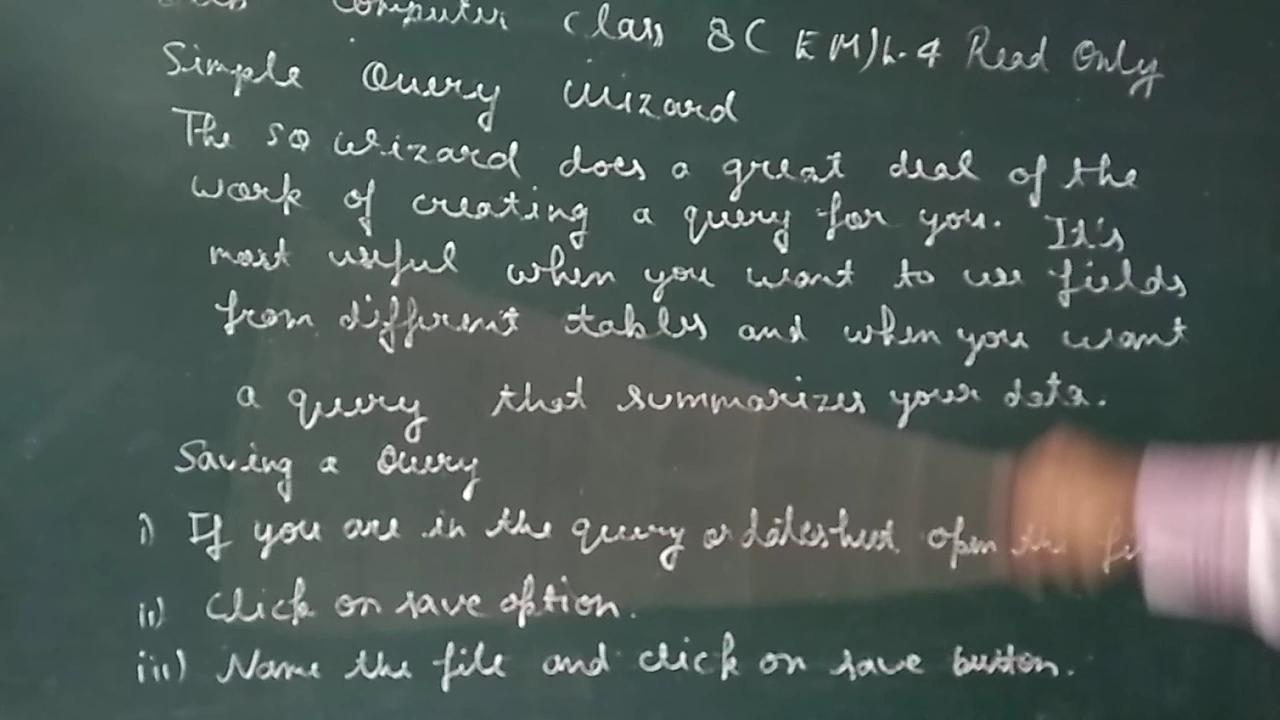 Computer Class 8 (EM) L-4 Read Only
Simple Query Wizard
The SQ Wizard does a great deal of the
work of creating a query for you. It's
most useful when you want to use fields
from different tables and when you want
a query that summarizes your data.
Saving a Query
i) If you are in the query or datasheet open the
ii) Click on save option.
iii) Name the file and click on save button.